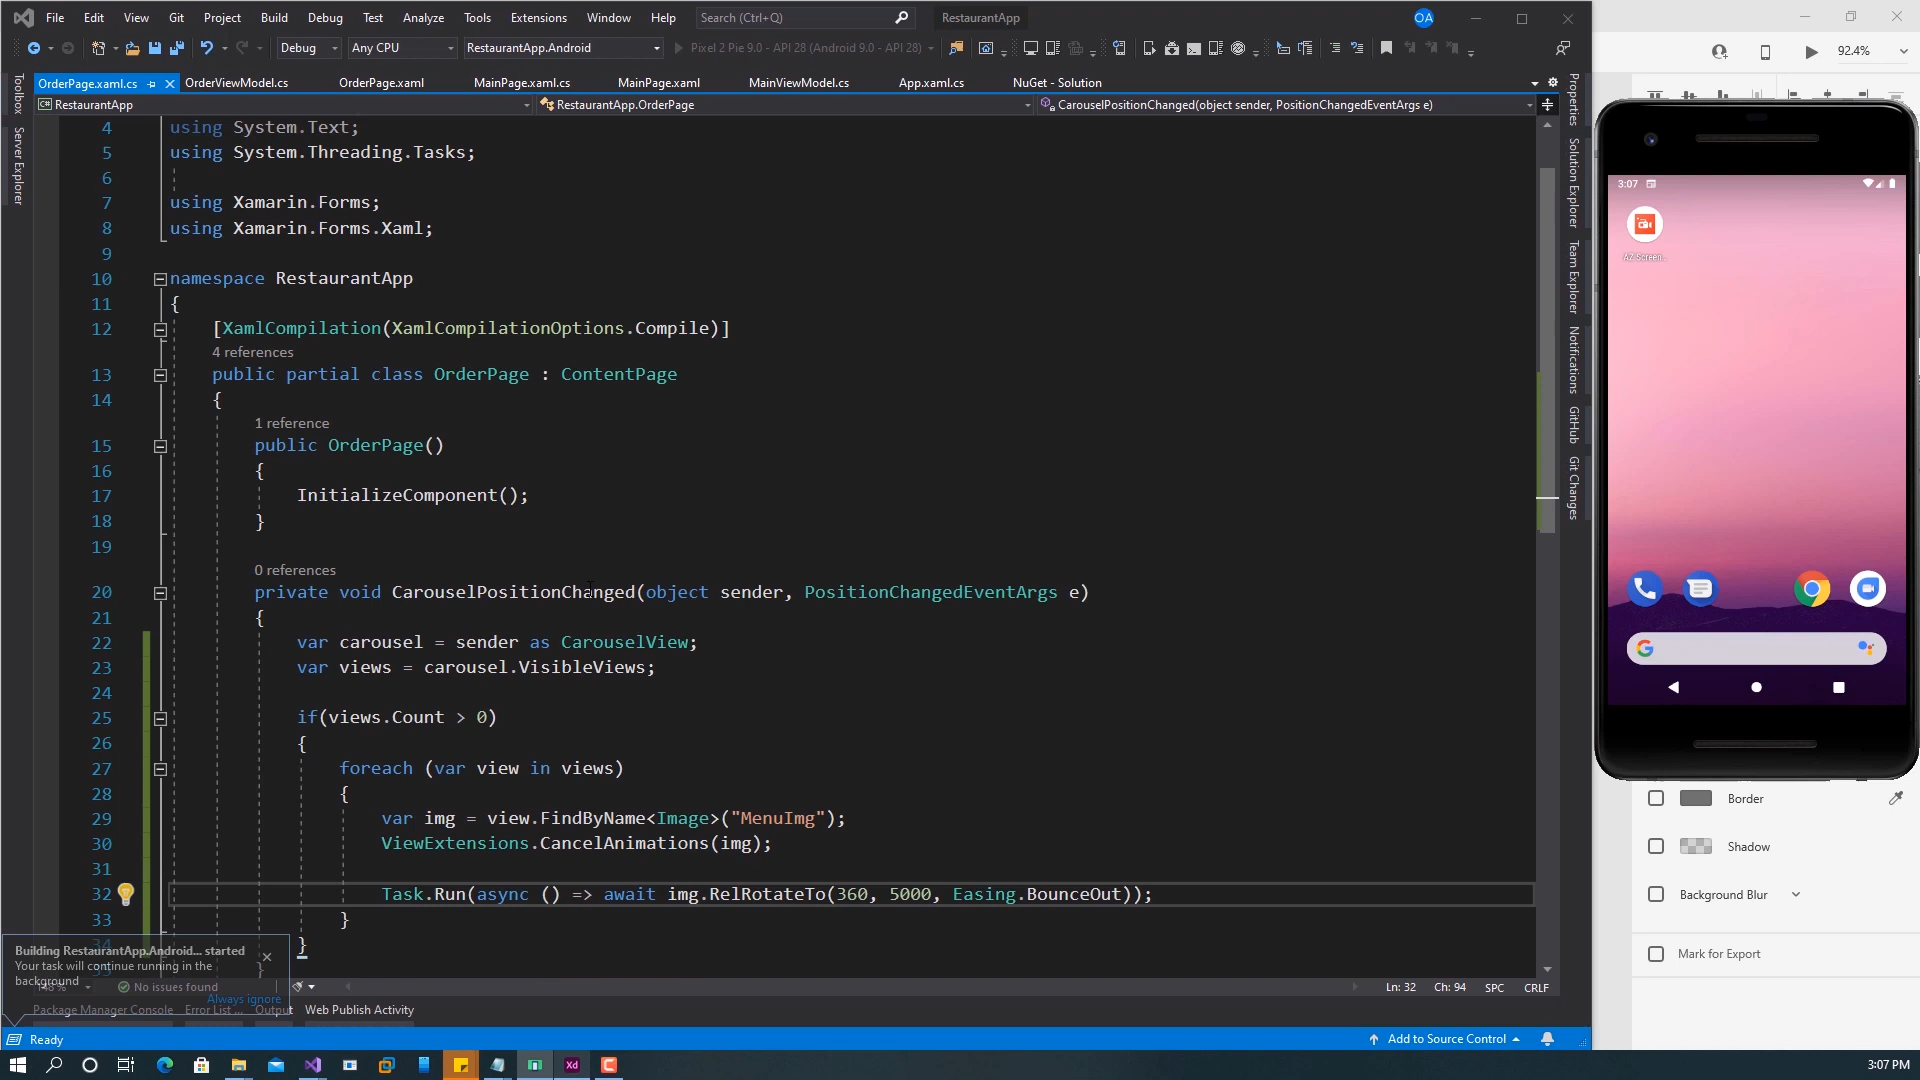 File Edit View Git Project Build Debug Test Analyze Tools Extensions Window Help Search (Ctrl+Q) RestaurantApp OA
Debug Any CPU RestaurantApp.Android Pixel 2 Pie 9.0 - API 28 (Android 9.0 - API 28)
92.4%
OrderPage.xaml.cs OrderViewModel.cs OrderPage.xaml MainPage.xaml.cs MainPage.xaml MainViewModel.cs App.xaml.cs NuGet - Solution
RestaurantApp RestaurantApp.OrderPage CarouselPositionChanged(object sender, PositionChangedEventArgs e)
Toolbox
Server Explorer
4 using System.Text;
5 using System.Threading.Tasks;
6
7 using Xamarin.Forms;
8 using Xamarin.Forms.Xaml;
9
10 namespace RestaurantApp
11 {
12 [XamlCompilation(XamlCompilationOptions.Compile)]
4 references
13 public partial class OrderPage : ContentPage
14 {
1 reference
15 public OrderPage()
16 {
17 InitializeComponent();
18 }
19
0 references
20 private void CarouselPositionChanged(object sender, PositionChangedEventArgs e)
21 {
22 var carousel = sender as CarouselView;
23 var views = carousel.VisibleViews;
24
25 if(views.Count > 0)
26 {
27 foreach (var view in views)
28 {
29 var img = view.FindByName<Image>("MenuImg");
30 ViewExtensions.CancelAnimations(img);
31
32 Task.Run(async () => await img.RelRotateTo(360, 5000, Easing.BounceOut));
33 }
34 }
}
Building RestaurantApp.Android... started
Your task will continue running in the
background
Always ignore
No issues found
Ln: 32 Ch: 94 SPC CRLF
Package Manager Console Error List ... Output Web Publish Activity
Ready
Add to Source Control
Properties
Solution Explorer
Team Explorer
Notifications
GitHub
Git Changes
3:07
AZ Screen..
Border
Shadow
Background Blur
Mark for Export
Xd
3:07 PM